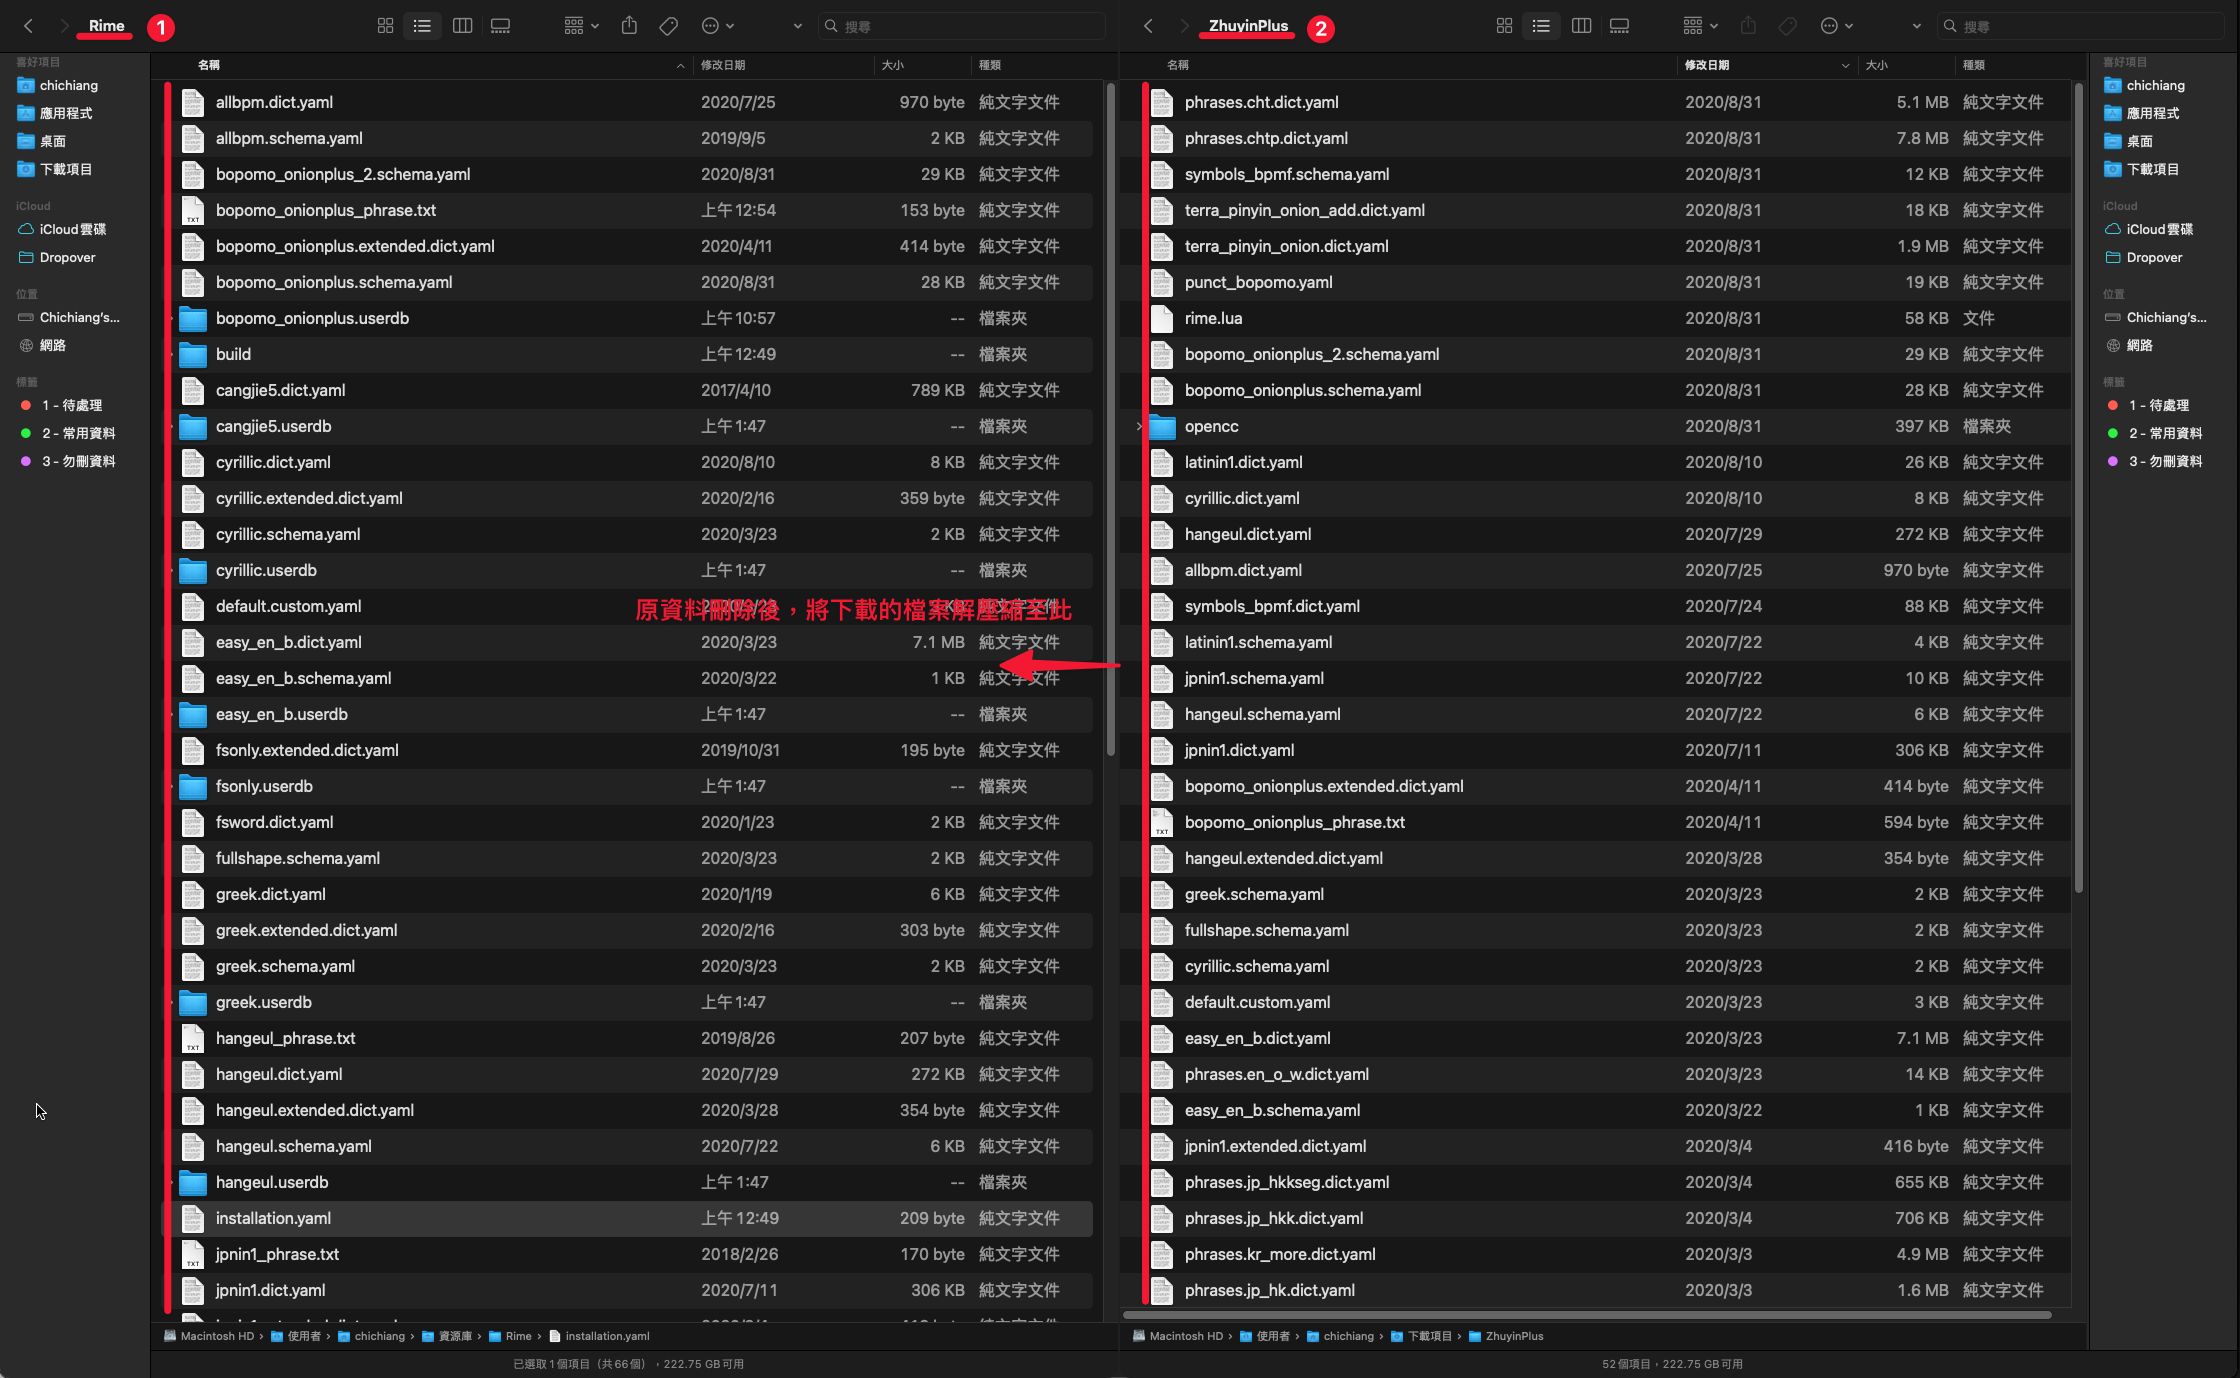 Rime
1
搜尋
喜好項目
chichiang
應用程式
桌面
下載項目
iCloud
iCloud雲碟
Dropover
位置
Chichiang's...
網路
標籤
1 - 待處理
2 - 常用資料
3 - 勿刪資料
名稱 修改日期 大小 種類
allbpm.dict.yaml 2020/7/25 970 byte 純文字文件
allbpm.schema.yaml 2019/9/5 2 KB 純文字文件
bopomo_onionplus_2.schema.yaml 2020/8/31 29 KB 純文字文件
bopomo_onionplus_phrase.txt 上午12:54 153 byte 純文字文件
bopomo_onionplus.extended.dict.yaml 2020/4/11 414 byte 純文字文件
bopomo_onionplus.schema.yaml 2020/8/31 28 KB 純文字文件
bopomo_onionplus.userdb 上午10:57 -- 檔案夾
build 上午12:49 -- 檔案夾
cangjie5.dict.yaml 2017/4/10 789 KB 純文字文件
cangjie5.userdb 上午1:47 -- 檔案夾
cyrillic.dict.yaml 2020/8/10 8 KB 純文字文件
cyrillic.extended.dict.yaml 2020/2/16 359 byte 純文字文件
cyrillic.schema.yaml 2020/3/23 2 KB 純文字文件
cyrillic.userdb 上午1:47 -- 檔案夾
default.custom.yaml
原資料刪除後，將下載的檔案解壓縮至此
easy_en_b.dict.yaml 2020/3/23 7.1 MB 純文字文件
easy_en_b.schema.yaml 2020/3/22 1 KB 純文字文件
easy_en_b.userdb 上午1:47 -- 檔案夾
fsonly.extended.dict.yaml 2019/10/31 195 byte 純文字文件
fsonly.userdb 上午1:47 -- 檔案夾
fsword.dict.yaml 2020/1/23 2 KB 純文字文件
fullshape.schema.yaml 2020/3/23 2 KB 純文字文件
greek.dict.yaml 2020/1/19 6 KB 純文字文件
greek.extended.dict.yaml 2020/2/16 303 byte 純文字文件
greek.schema.yaml 2020/3/23 2 KB 純文字文件
greek.userdb 上午1:47 -- 檔案夾
hangeul_phrase.txt 2019/8/26 207 byte 純文字文件
hangeul.dict.yaml 2020/7/29 272 KB 純文字文件
hangeul.extended.dict.yaml 2020/3/28 354 byte 純文字文件
hangeul.schema.yaml 2020/7/22 6 KB 純文字文件
hangeul.userdb 上午1:47 -- 檔案夾
installation.yaml 上午12:49 209 byte 純文字文件
jpnin1_phrase.txt 2018/2/26 170 byte 純文字文件
jpnin1.dict.yaml 2020/7/11 306 KB 純文字文件
Macintosh HD › 使用者 › chichiang › 資源庫 › Rime › installation.yaml
已選取1個項目（共66個），222.75 GB可用
ZhuyinPlus
2
搜尋
名稱 修改日期 大小 種類
phrases.cht.dict.yaml 2020/8/31 5.1 MB 純文字文件
phrases.chtp.dict.yaml 2020/8/31 7.8 MB 純文字文件
symbols_bpmf.schema.yaml 2020/8/31 12 KB 純文字文件
terra_pinyin_onion_add.dict.yaml 2020/8/31 18 KB 純文字文件
terra_pinyin_onion.dict.yaml 2020/8/31 1.9 MB 純文字文件
punct_bopomo.yaml 2020/8/31 19 KB 純文字文件
rime.lua 2020/8/31 58 KB 文件
bopomo_onionplus_2.schema.yaml 2020/8/31 29 KB 純文字文件
bopomo_onionplus.schema.yaml 2020/8/31 28 KB 純文字文件
opencc 2020/8/31 397 KB 檔案夾
latinin1.dict.yaml 2020/8/10 26 KB 純文字文件
cyrillic.dict.yaml 2020/8/10 8 KB 純文字文件
hangeul.dict.yaml 2020/7/29 272 KB 純文字文件
allbpm.dict.yaml 2020/7/25 970 byte 純文字文件
symbols_bpmf.dict.yaml 2020/7/24 88 KB 純文字文件
latinin1.schema.yaml 2020/7/22 4 KB 純文字文件
jpnin1.schema.yaml 2020/7/22 10 KB 純文字文件
hangeul.schema.yaml 2020/7/22 6 KB 純文字文件
jpnin1.dict.yaml 2020/7/11 306 KB 純文字文件
bopomo_onionplus.extended.dict.yaml 2020/4/11 414 byte 純文字文件
bopomo_onionplus_phrase.txt 2020/4/11 594 byte 純文字文件
hangeul.extended.dict.yaml 2020/3/28 354 byte 純文字文件
greek.schema.yaml 2020/3/23 2 KB 純文字文件
fullshape.schema.yaml 2020/3/23 2 KB 純文字文件
cyrillic.schema.yaml 2020/3/23 2 KB 純文字文件
default.custom.yaml 2020/3/23 3 KB 純文字文件
easy_en_b.dict.yaml 2020/3/23 7.1 MB 純文字文件
phrases.en_o_w.dict.yaml 2020/3/23 14 KB 純文字文件
easy_en_b.schema.yaml 2020/3/22 1 KB 純文字文件
jpnin1.extended.dict.yaml 2020/3/4 416 byte 純文字文件
phrases.jp_hkkseg.dict.yaml 2020/3/4 655 KB 純文字文件
phrases.jp_hkk.dict.yaml 2020/3/4 706 KB 純文字文件
phrases.kr_more.dict.yaml 2020/3/3 4.9 MB 純文字文件
phrases.jp_hk.dict.yaml 2020/3/3 1.6 MB 純文字文件
Macintosh HD › 使用者 › chichiang › 下載項目 › ZhuyinPlus
52個項目，222.75 GB可用
喜好項目
chichiang
應用程式
桌面
下載項目
iCloud
iCloud雲碟
Dropover
位置
Chichiang's...
網路
標籤
1 - 待處理
2 - 常用資料
3 - 勿刪資料